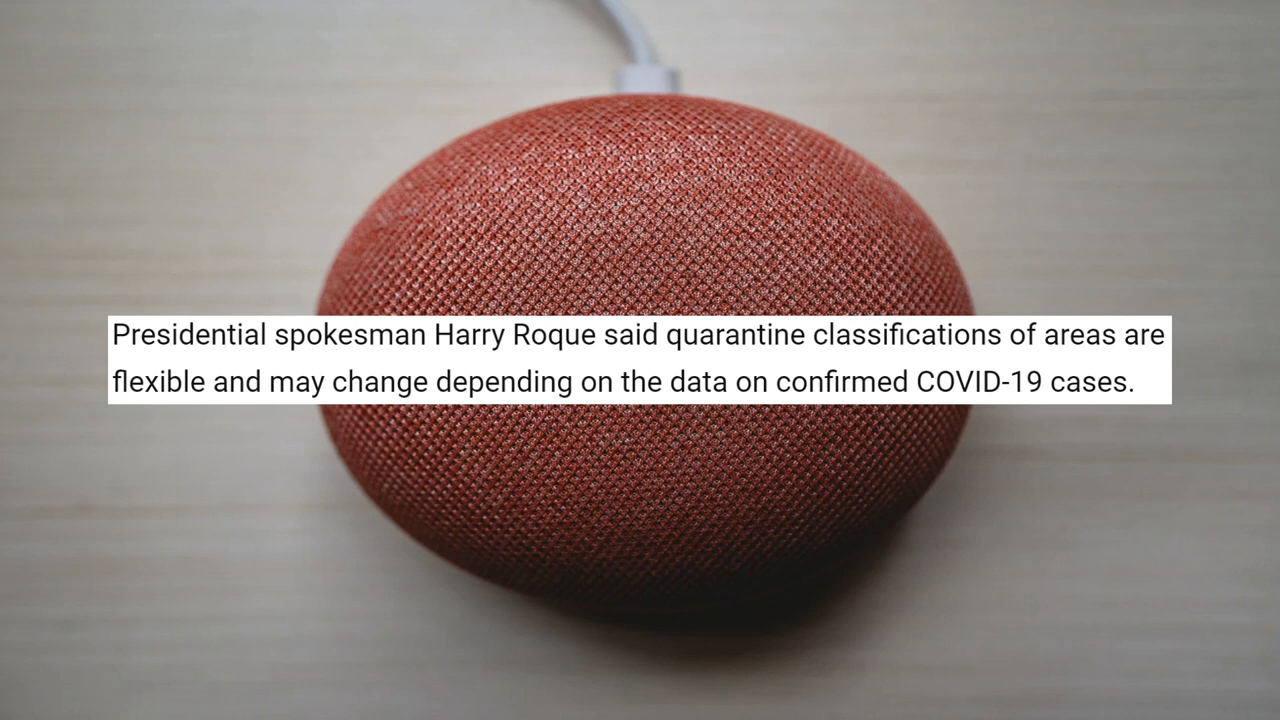 Presidential spokesman Harry Roque said quarantine classifications of areas are
flexible and may change depending on the data on confirmed COVID-19 cases.